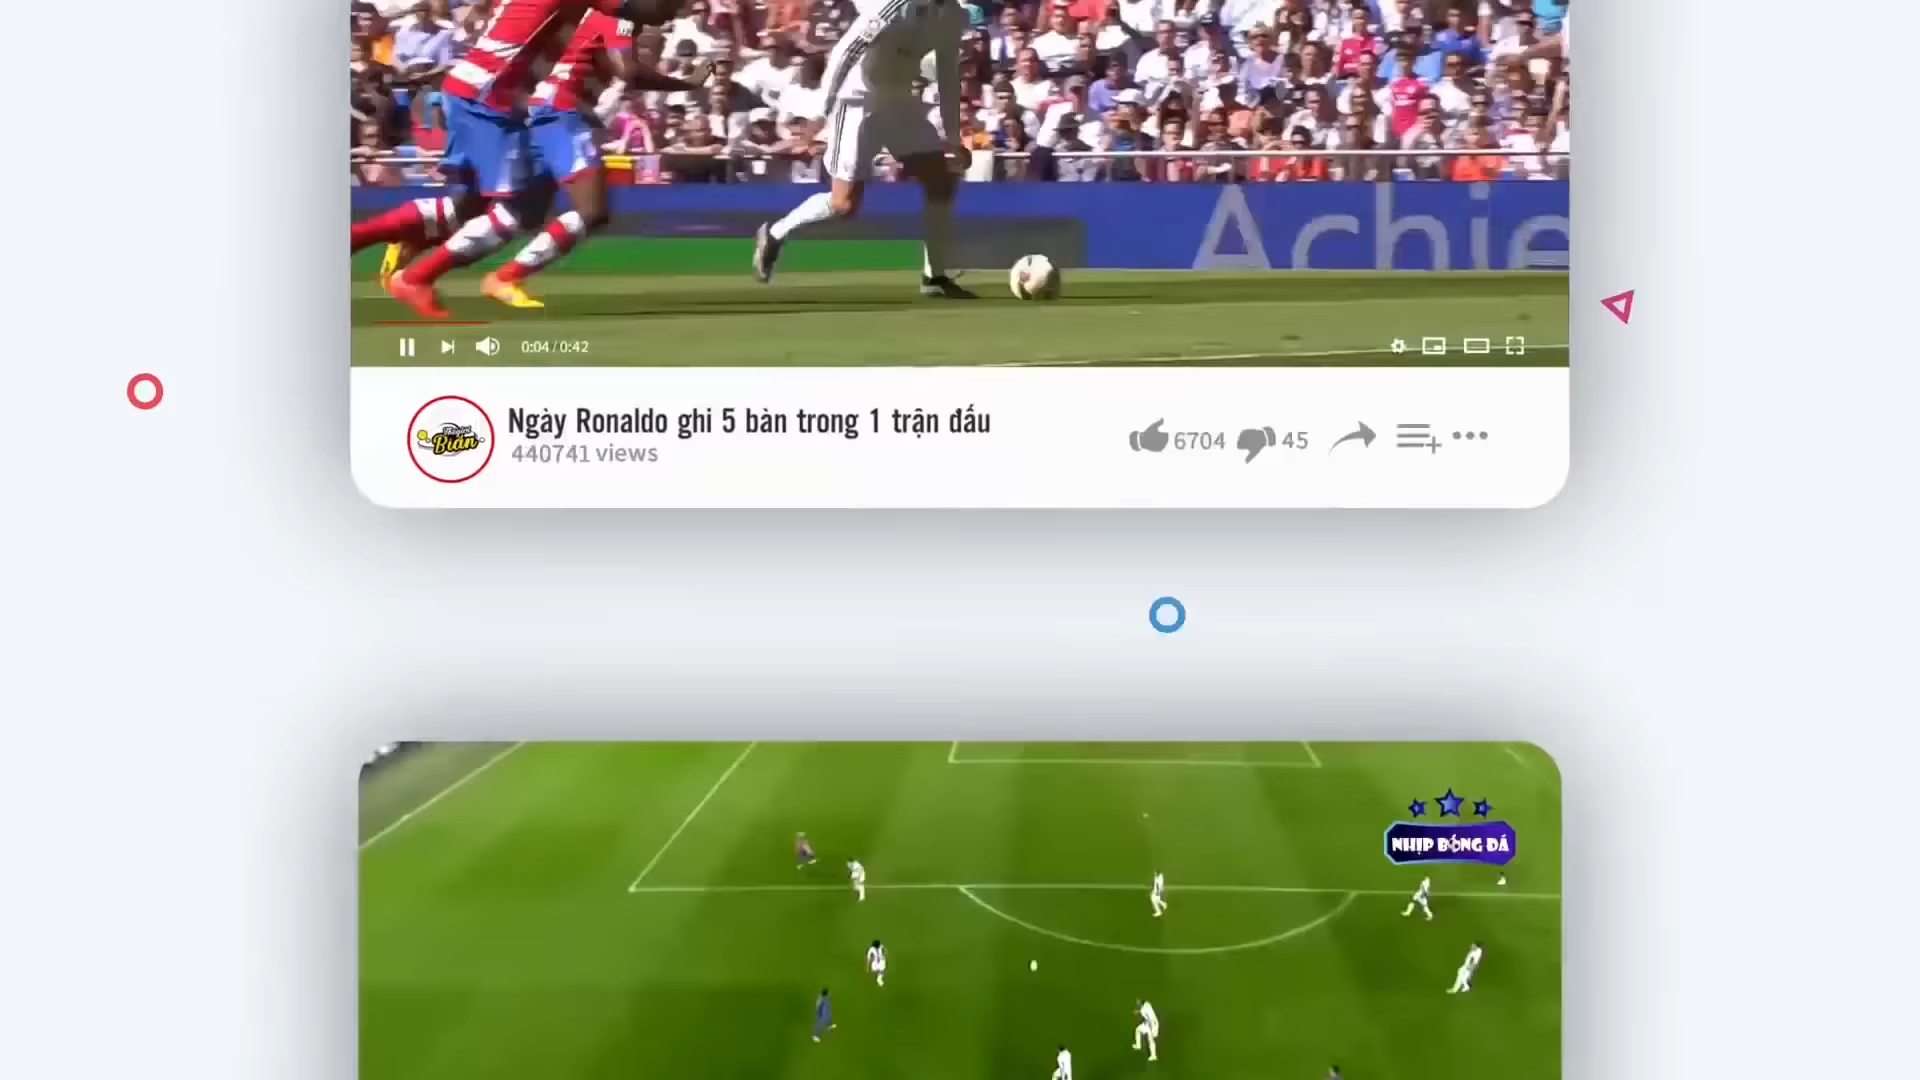 Achie
0:04 / 0:42
Ngày Ronaldo ghi 5 bàn trong 1 trận đấu
440741 views
6704
45
Bián
NHỊP BÓNG ĐÁ